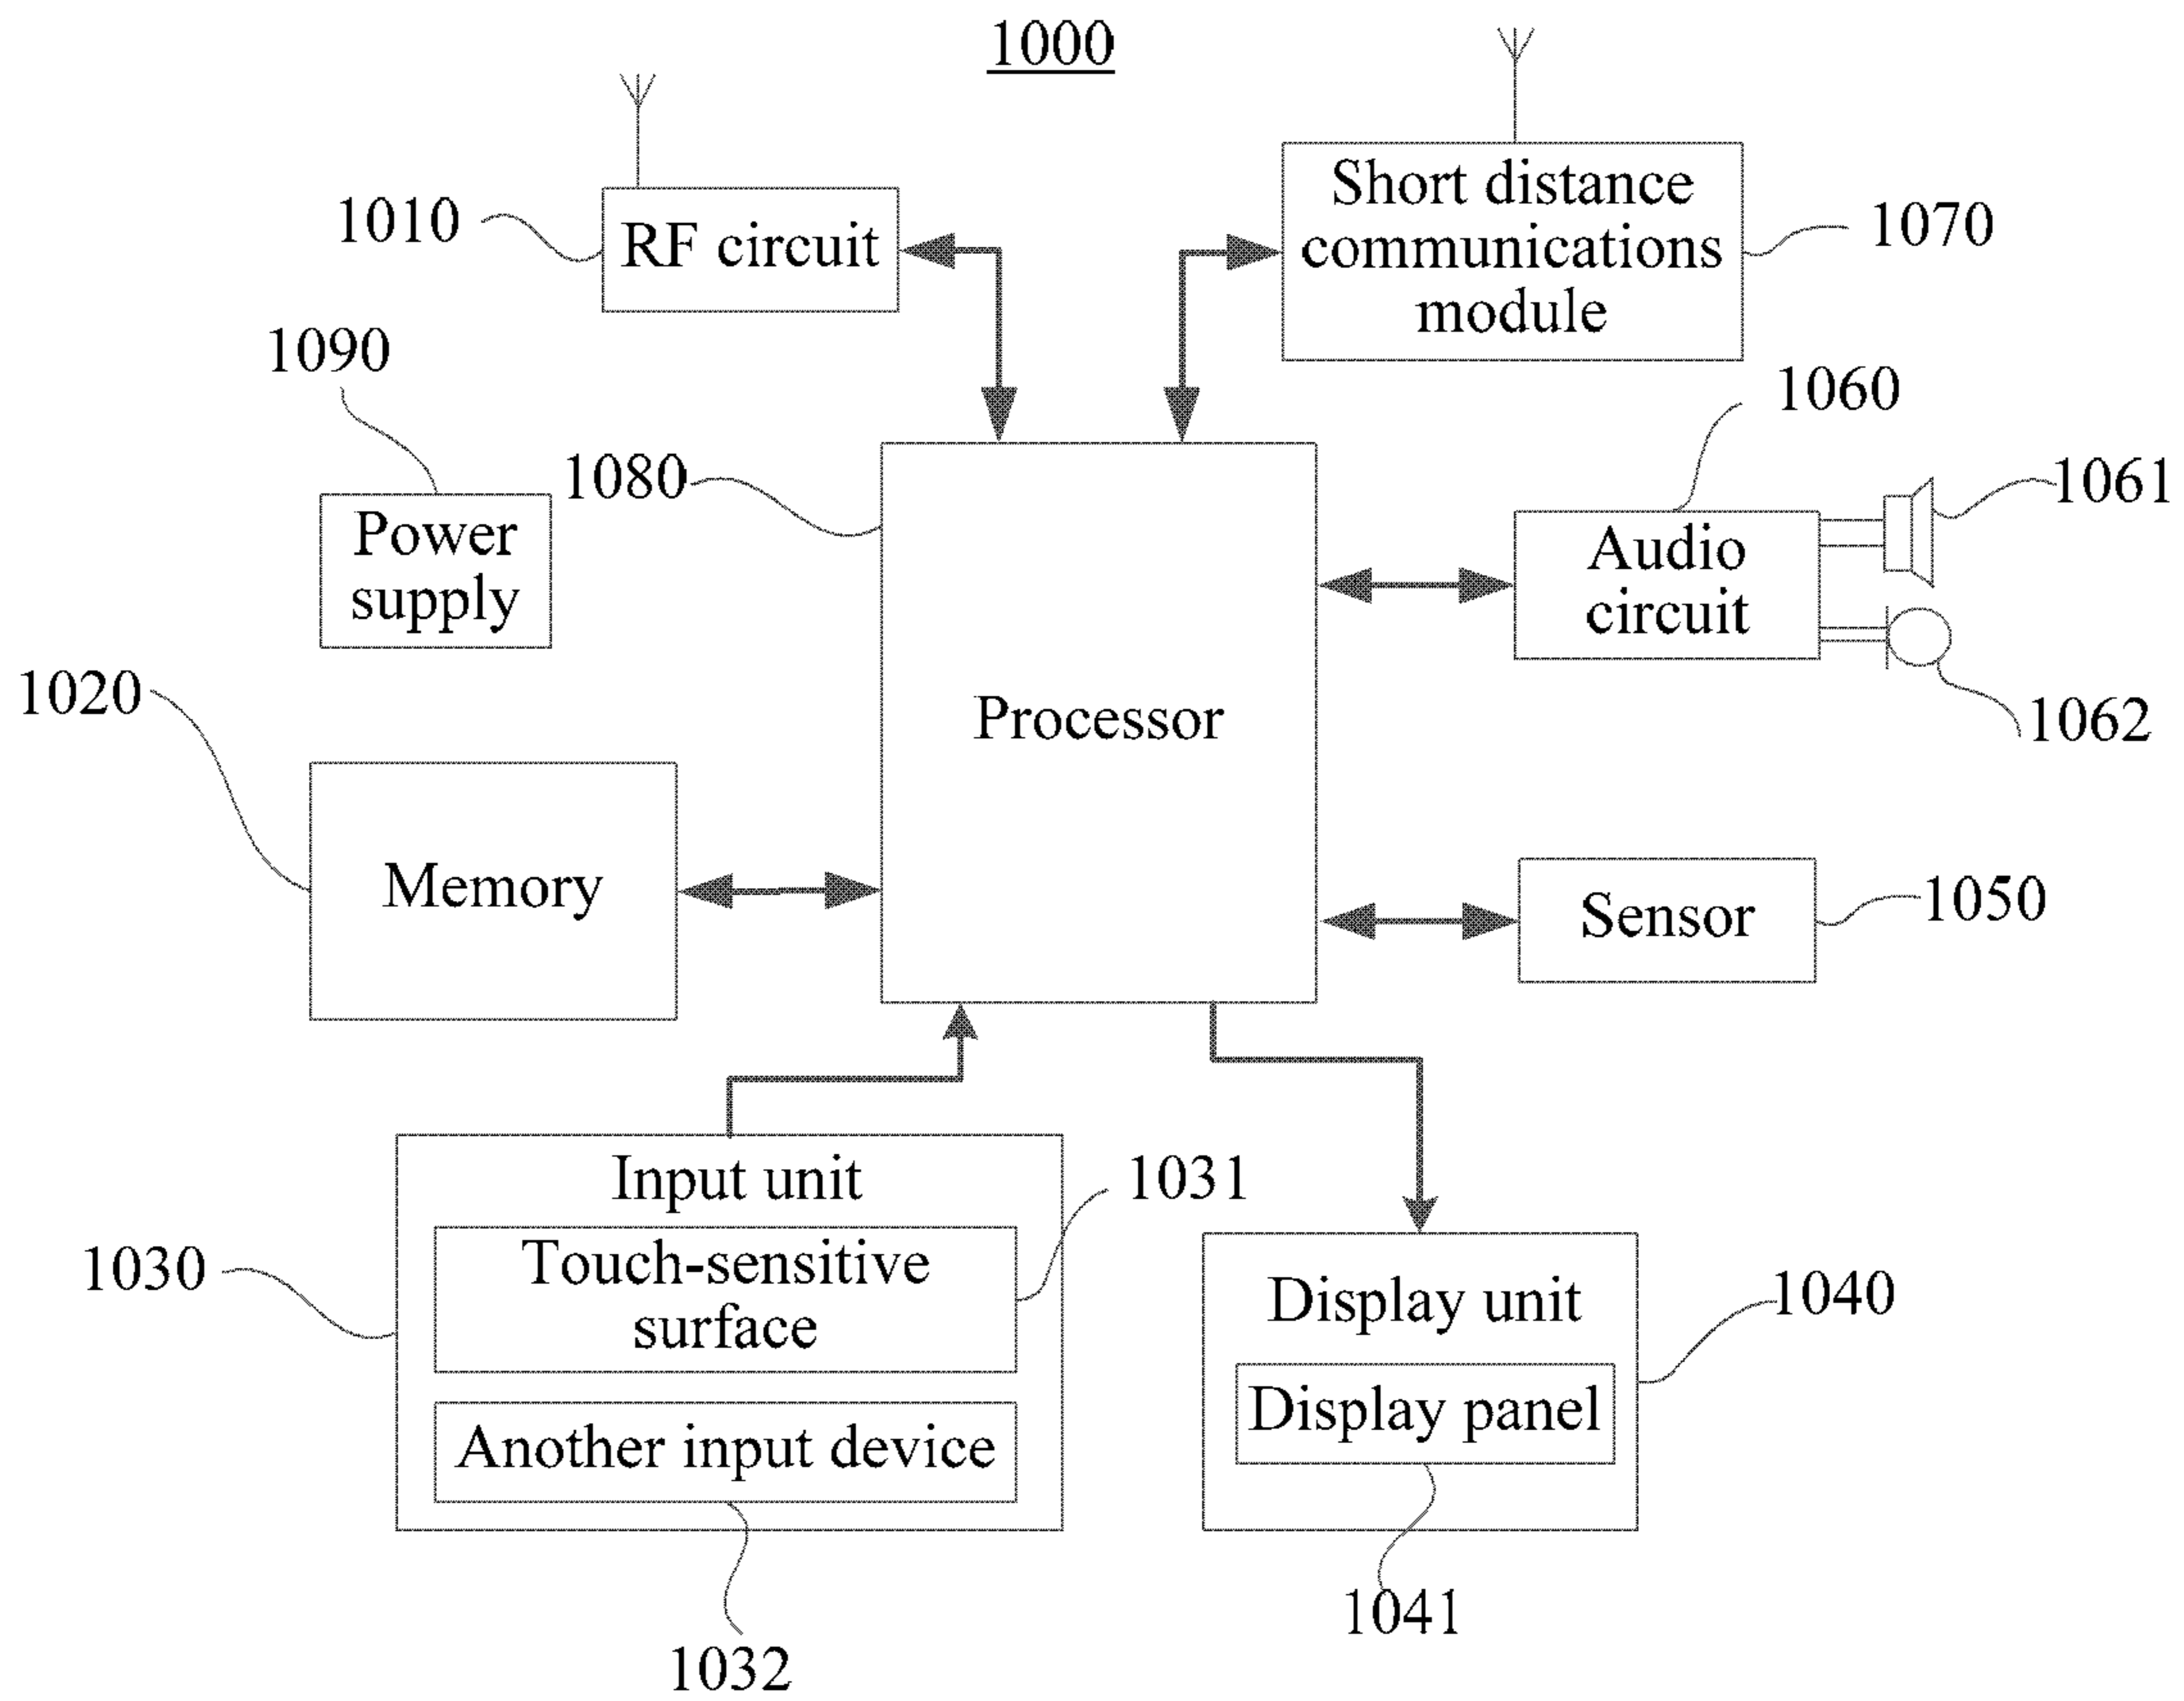 1000
1010
RF circuit
Short distance
communications
module
1070
1090
Power
supply
1080
Processor
1060
Audio
circuit
1061
1062
1020
Memory
Sensor
1050
Input unit
1031
Touch-sensitive
surface
1030
Another input device
1032
Display unit
1040
Display panel
1041